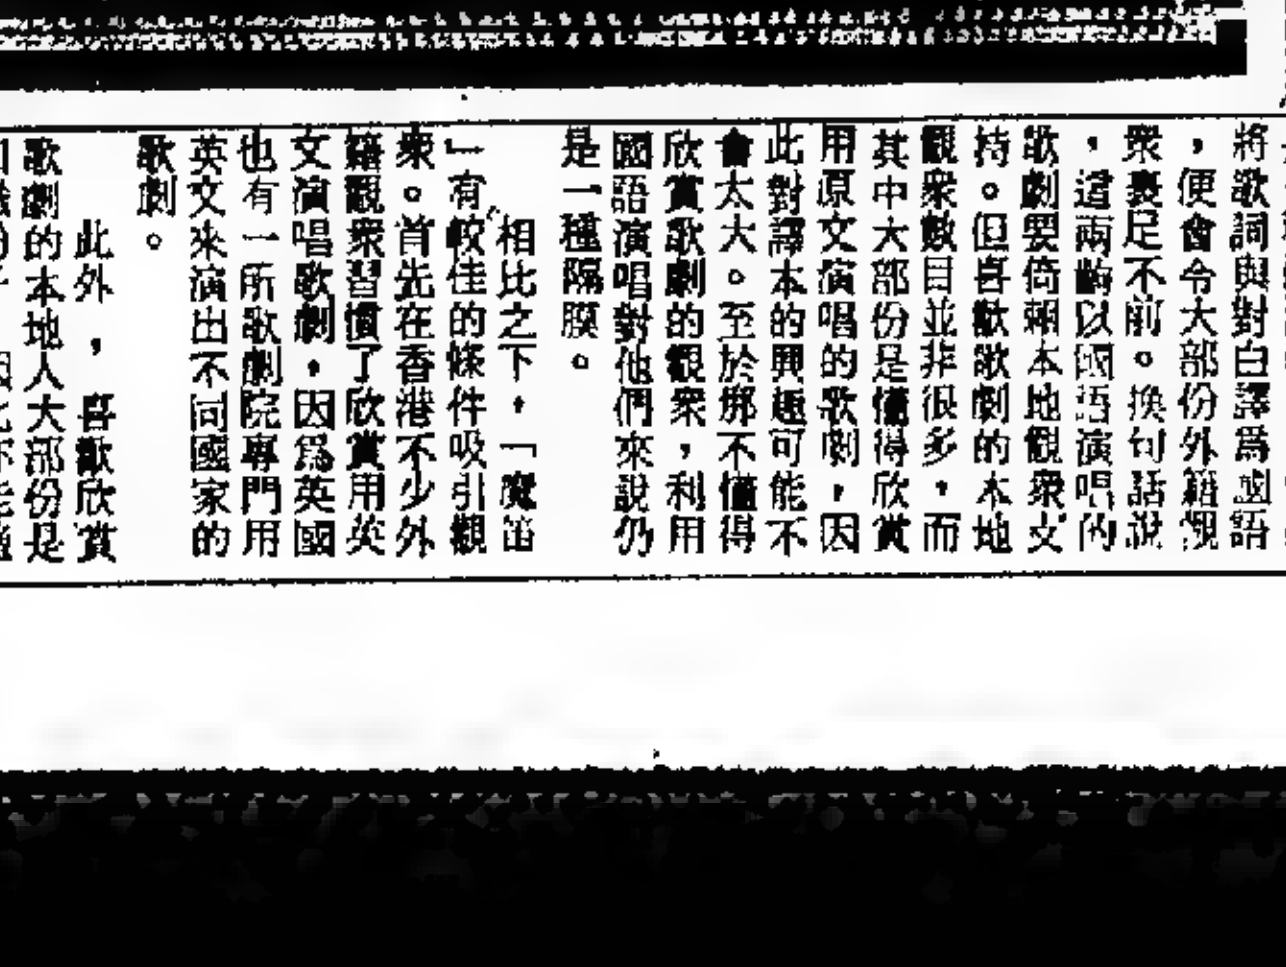 將歌詞與對白譯爲國語
，便會令大部份外籍觀
衆裹足不前。換句話說
，這兩齣以國語演唱的
歌劇要倚賴本地觀衆支
持。但喜歡歌劇的本地
觀衆數目並非很多，而
其中大部份是懂得欣賞
用原文演唱的歌劇，因
此對譯本的興趣可能不
會太大。至於那不懂得
欣賞歌劇的觀衆，利用
國語演唱對他們來說仍
是一種隔膜。
相比之下，「魔笛
」有較佳的條件吸引觀
衆。首先在香港不少外
籍觀衆習慣了欣賞用英
文演唱歌劇，因爲英國
也有一所歌劇院專門用
英文來演出不同國家的
歌劇。
此外，喜歡欣賞
歌劇的本地人大部份是